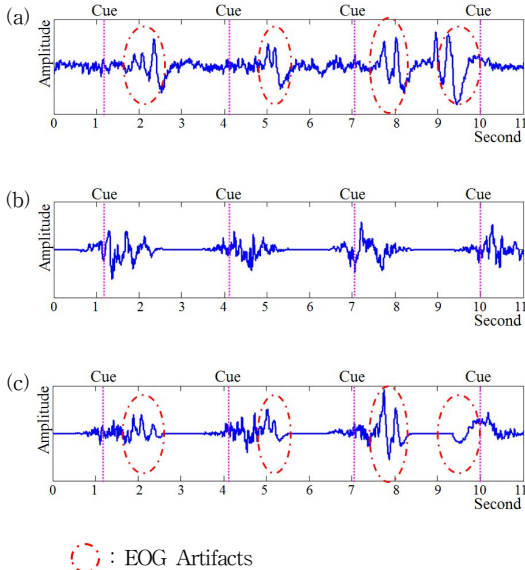 (a)
Cue Cue Cue Cue
Amplitude
0 1 2 3 4 5 6 7 8 9 10 11
Second
(b)
Cue Cue Cue Cue
Amplitude
0 1 2 3 4 5 6 7 8 9 10 11
Second
(c)
Cue Cue Cue Cue
Amplitude
0 1 2 3 4 5 6 7 8 9 10 11
Second
: EOG Artifacts